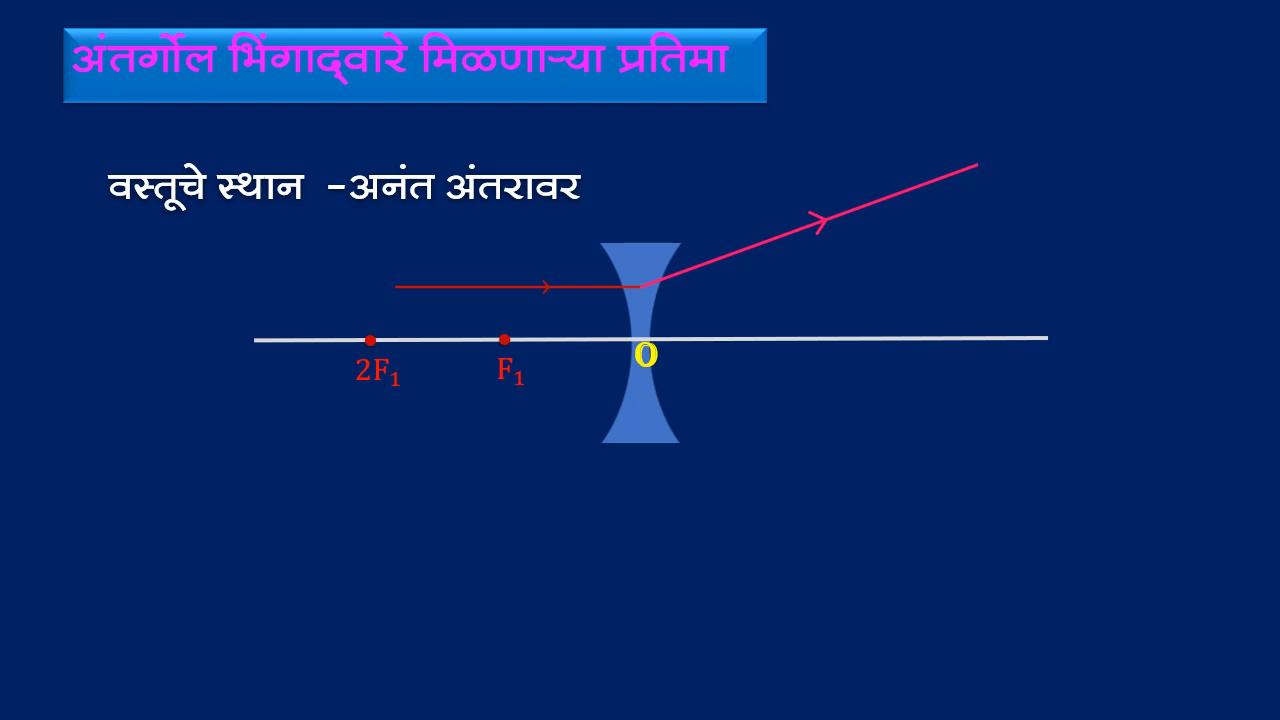 अंतर्गोल भिंगाद्‌वारे मिळणाऱ्या प्रतिमा
वस्तूचे स्थान -अनंत अंतरावर
O
2F₁ F₁